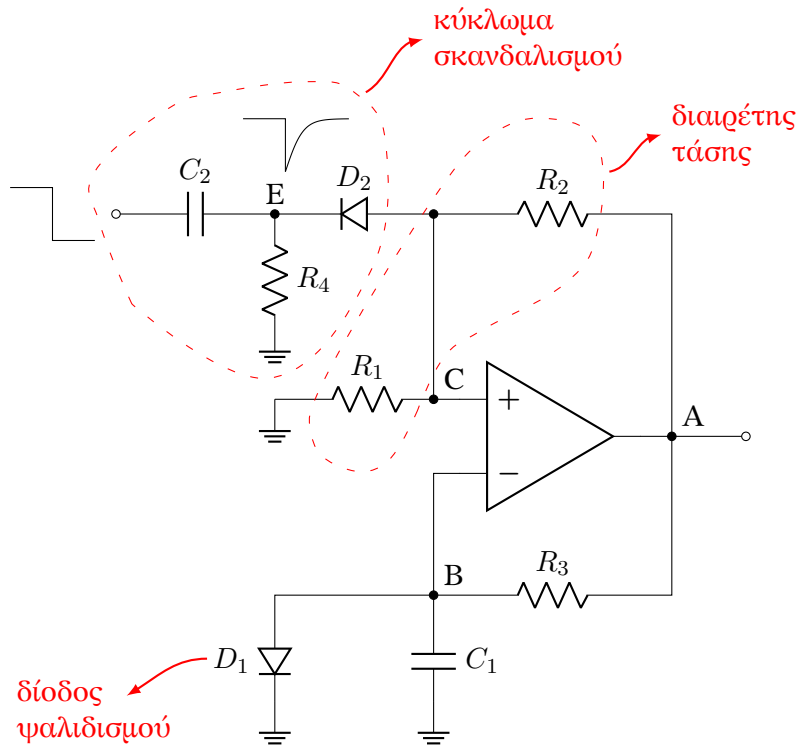 κύκλωμα
σκανδαλισμού
διαιρέτης
τάσης
C₂
E
D₂
R₂
R₄
R₁
C
+
A
−
B
R₃
D₁
C₁
δίοδος
ψαλιδισμού